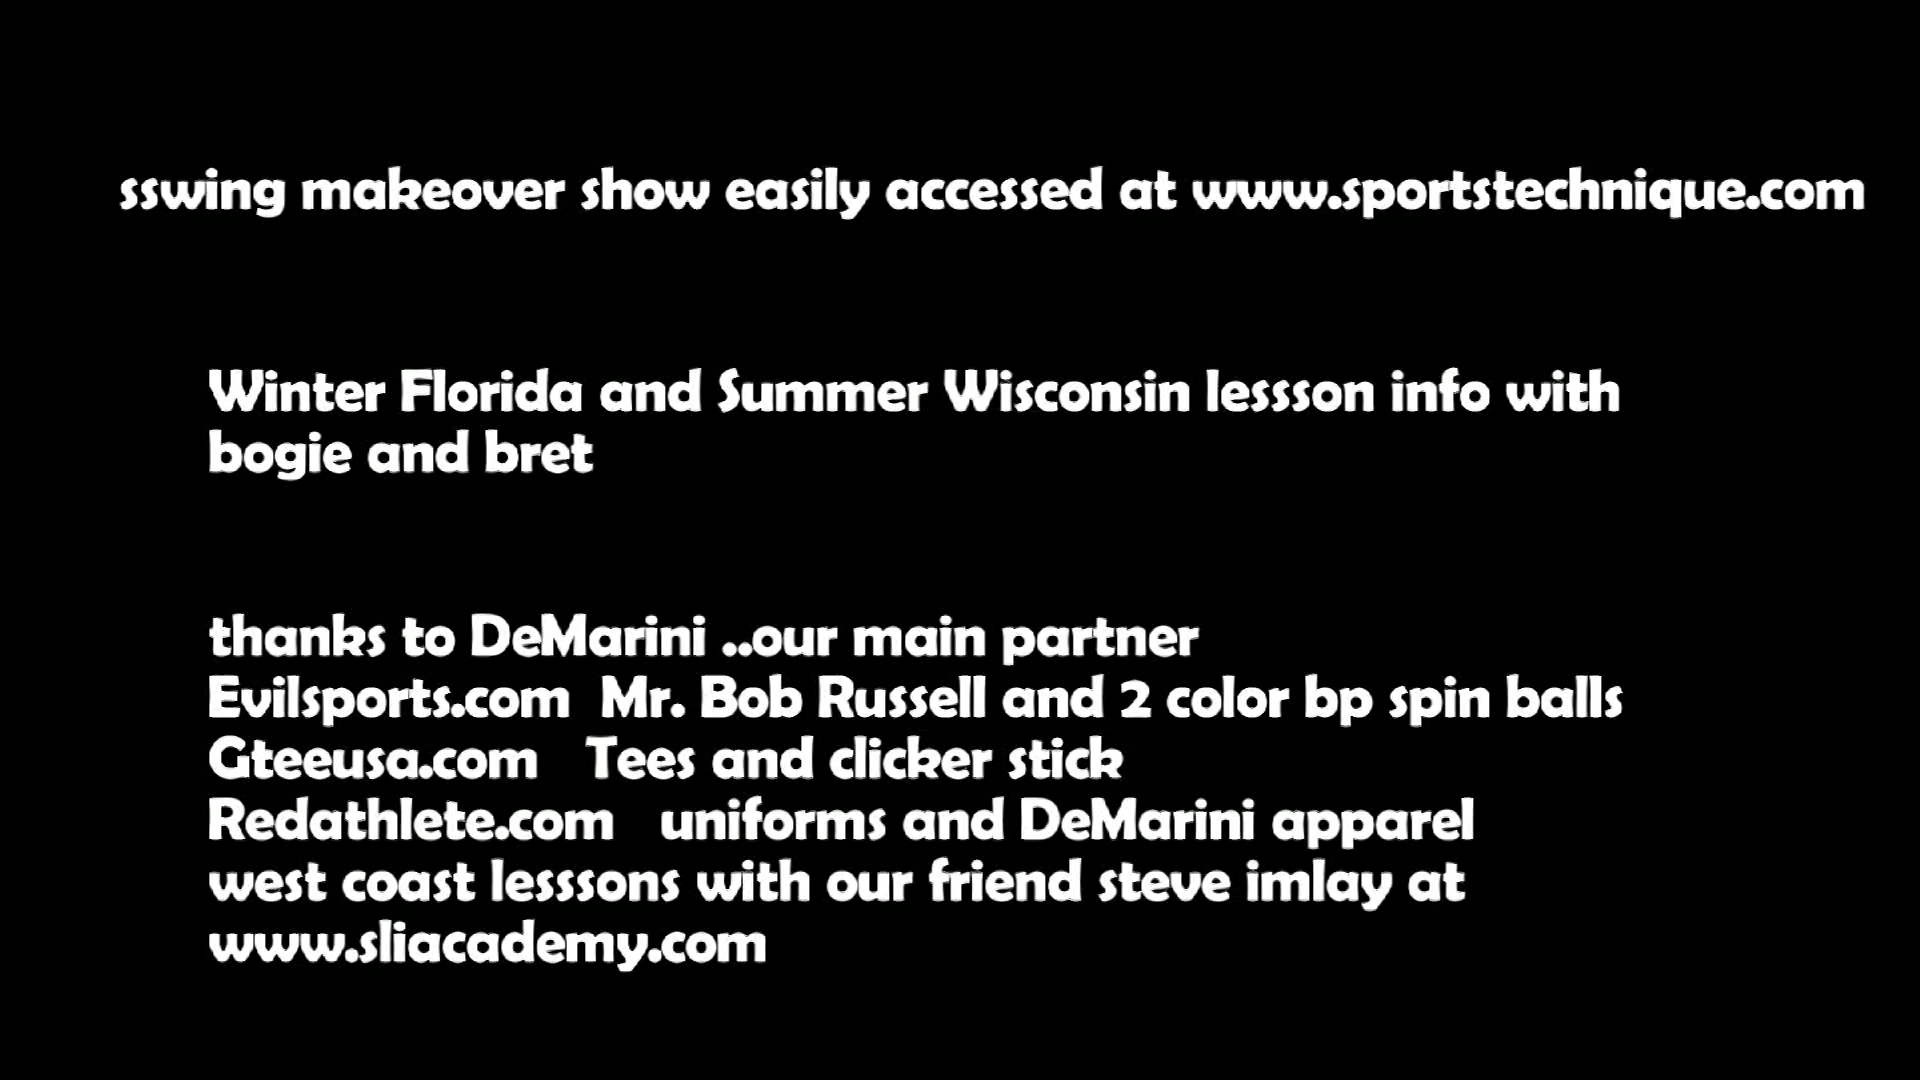 sswing makeover show easily accessed at www.sportstechnique.com
Winter Florida and Summer Wisconsin lessson info with
bogie and bret
thanks to DeMarini ..our main partner
Evilsports.com  Mr. Bob Russell and 2 color bp spin balls
Gteeusa.com   Tees and clicker stick
Redathlete.com   uniforms and DeMarini apparel
west coast lesssons with our friend steve imlay at
www.sliacademy.com